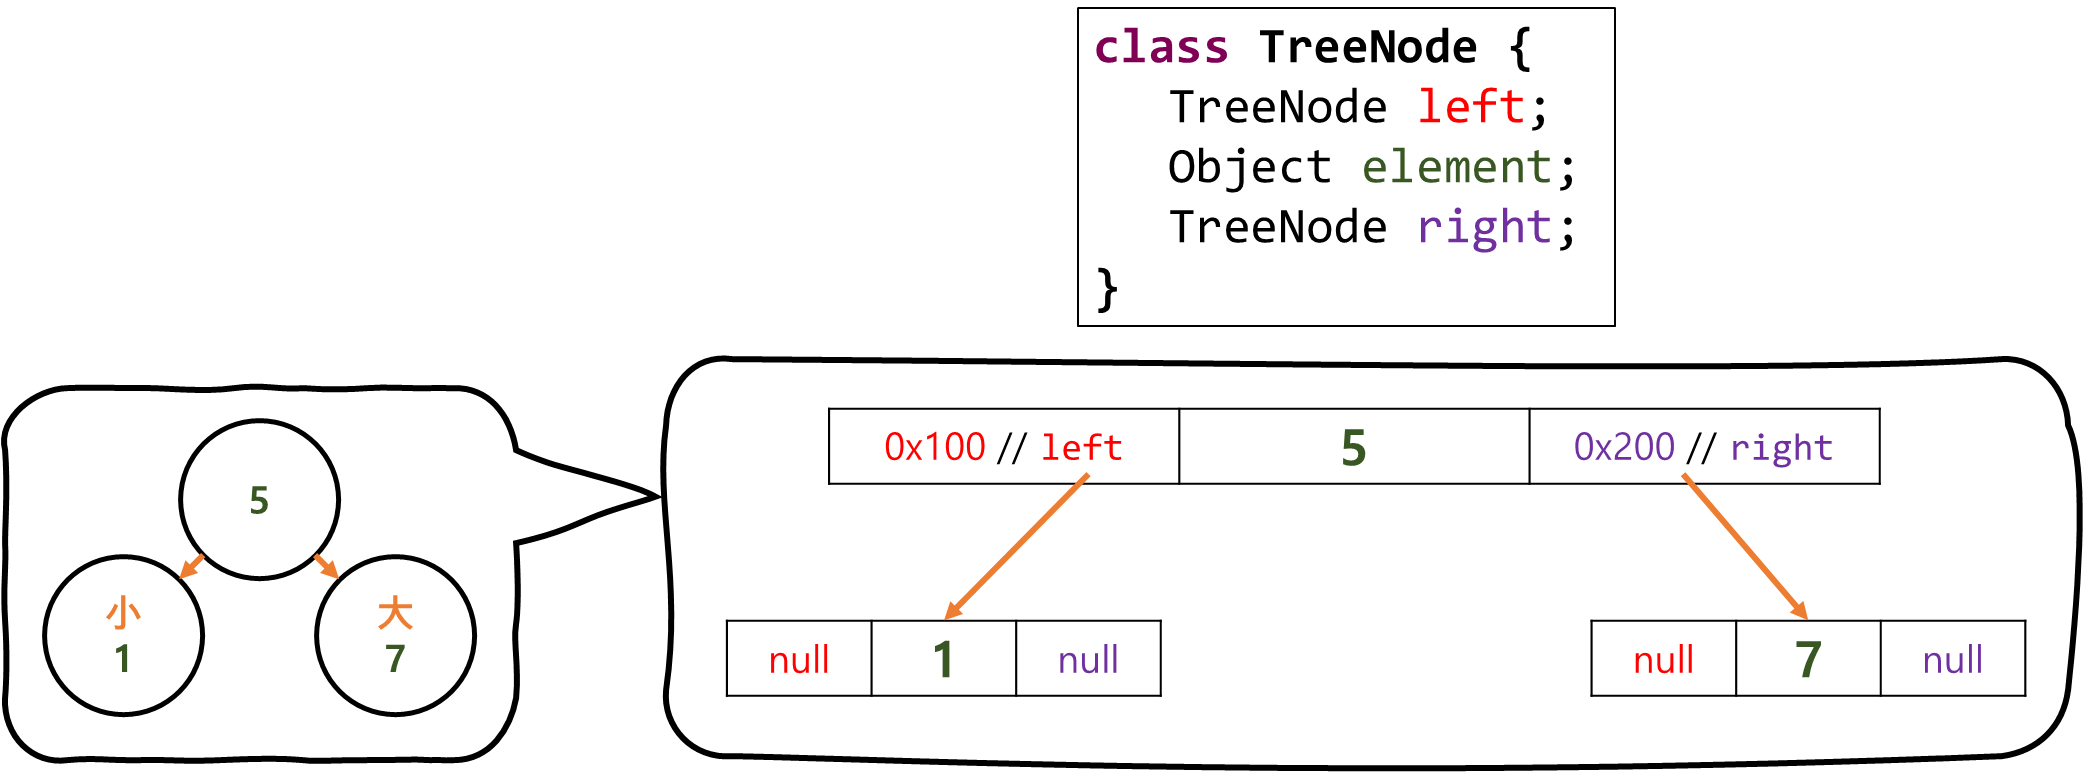 class TreeNode {
TreeNode left;
Object element;
TreeNode right;
}
5
小
1
大
7
0x100 // left
5
0x200 // right
null
1
null
null
7
null